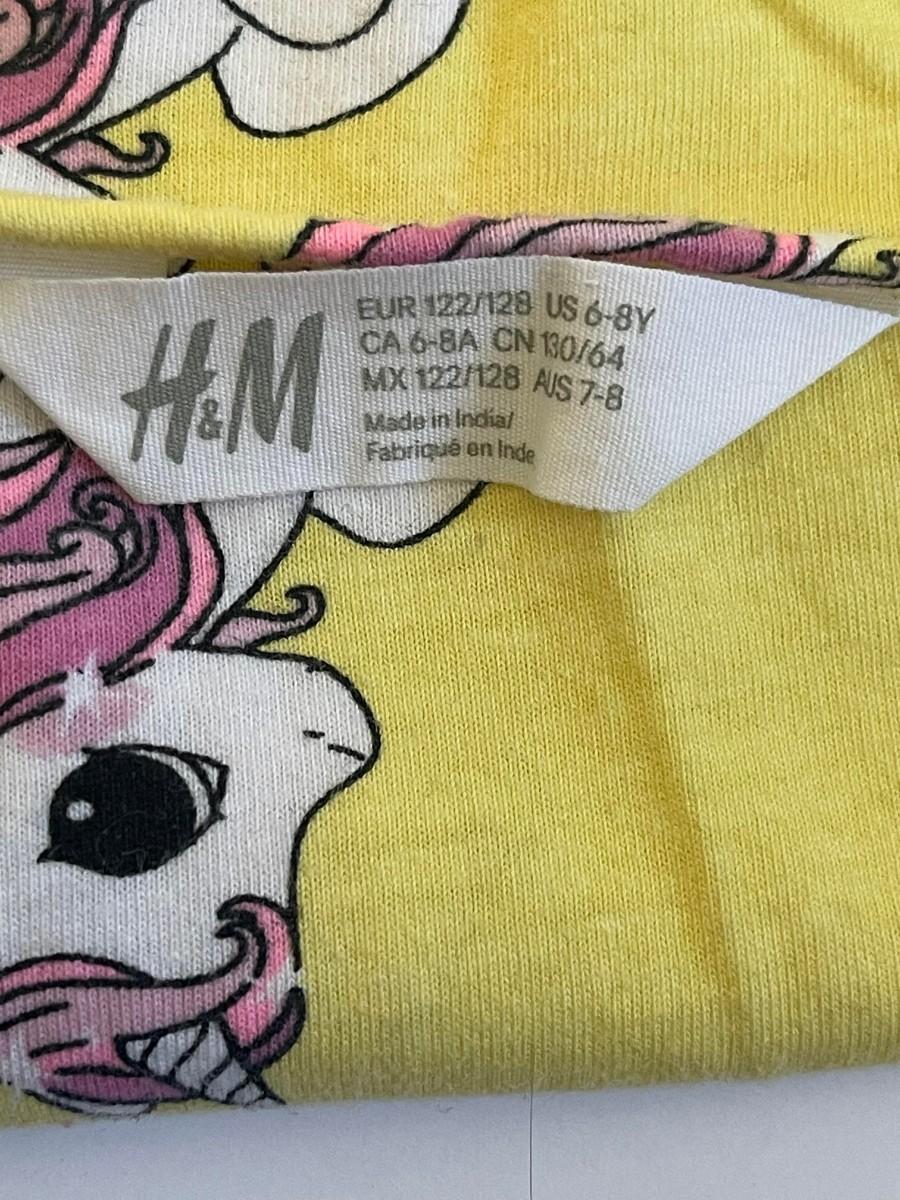 H&M
EUR 122/128 US 6-8Y
CA 6-8A CN 130/64
MX 122/128 AUS 7-8
Made in India/
Fabriqué en Inde